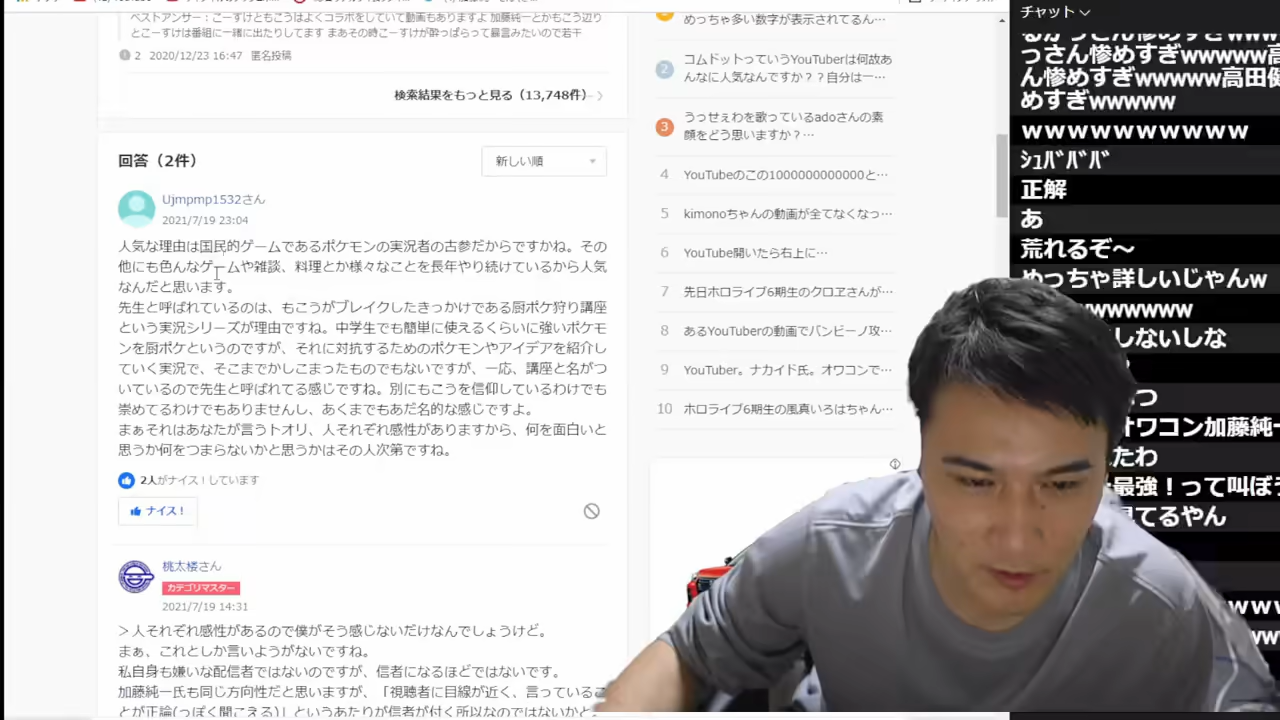 ベストアンサー：こーすけともこうはよくコラボをしていて動画もありますよ 加藤純一とかもこう辺り
とこーすけは番組に一緒に出たりしてます まあその時こーすけが酔っぱらって暴言みたいので若干
2 2020/12/23 16:47 匿名投稿
検索結果をもっと見る（13,748件）
回答（2件）
新しい順
Ujmpmp1532さん
2021/7/19 23:04
人気な理由は国民的ゲームであるポケモンの実況者の古参だからですかね。その
他にも色んなゲームや雑談、料理とか様々なことを長年やり続けているから人気
なんだと思います。
先生と呼ばれているのは、もこうがブレイクしたきっかけである厨ポケ狩り講座
という実況シリーズが理由ですね。中学生でも簡単に使えるくらいに強いポケモ
ンを厨ポケというのですが、それに対抗するためのポケモンやアイデアを紹介し
ていく実況で、そこまでかしこまったものでもないですが、一応、講座と名がつ
いているので先生と呼ばれてる感じですね。別にもこうを信仰しているわけでも
崇めてるわけでもありませんし、あくまでもあだ名的な感じですよ。
まぁそれはあなたが言うトオリ、人それぞれ感性がありますから、何を面白いと
思うか何をつまらないかと思うかはその人次第ですね。
2人がナイス！しています
ナイス！
桃太楼さん
カテゴリマスター
2021/7/19 14:31
＞人それぞれ感性があるので僕がそう感じないだけなんでしょうけど。
まぁ、これとしか言いようがないですね。
私自身も嫌いな配信者ではないのですが、信者になるほどではないです。
加藤純一氏も同じ方向性だと思いますが、「視聴者に目線が近く、言っているこ
とが正論(っぽく聞こえる)」というあたりが信者が付く所以なのではないかと。
めっちゃ多い数字が表示されてるん…
2 コムドットっていうYouTuberは何故あ
んなに人気なんですか？？自分は一…
3 うっせぇわを歌っているadoさんの素
顔をどう思いますか？…
4 YouTubeのこの1000000000000と…
5 kimonoちゃんの動画が全てなくなっ…
6 YouTube開いたら右上に…
7 先日ホロライブ6期生のクロヱさんが…
8 あるYouTuberの動画でバンビーノ攻…
9 YouTuber。ナカイド氏。オワコンで…
10 ホロライブ6期生の風真いろはちゃん…
チャット
っさん惨めすぎwwwww高
ん惨めすぎwwwww高田健
めすぎwwwww
wwwwwwwwww
ｼｭﾊﾞﾊﾞﾊﾞ
正解
あ
荒れるぞ～
めっちゃ詳しいじゃんw
wwwwww
しないしな
つ
オワコン加藤純一
たわ
最強！って叫ぼう
てるやん
ww
ww